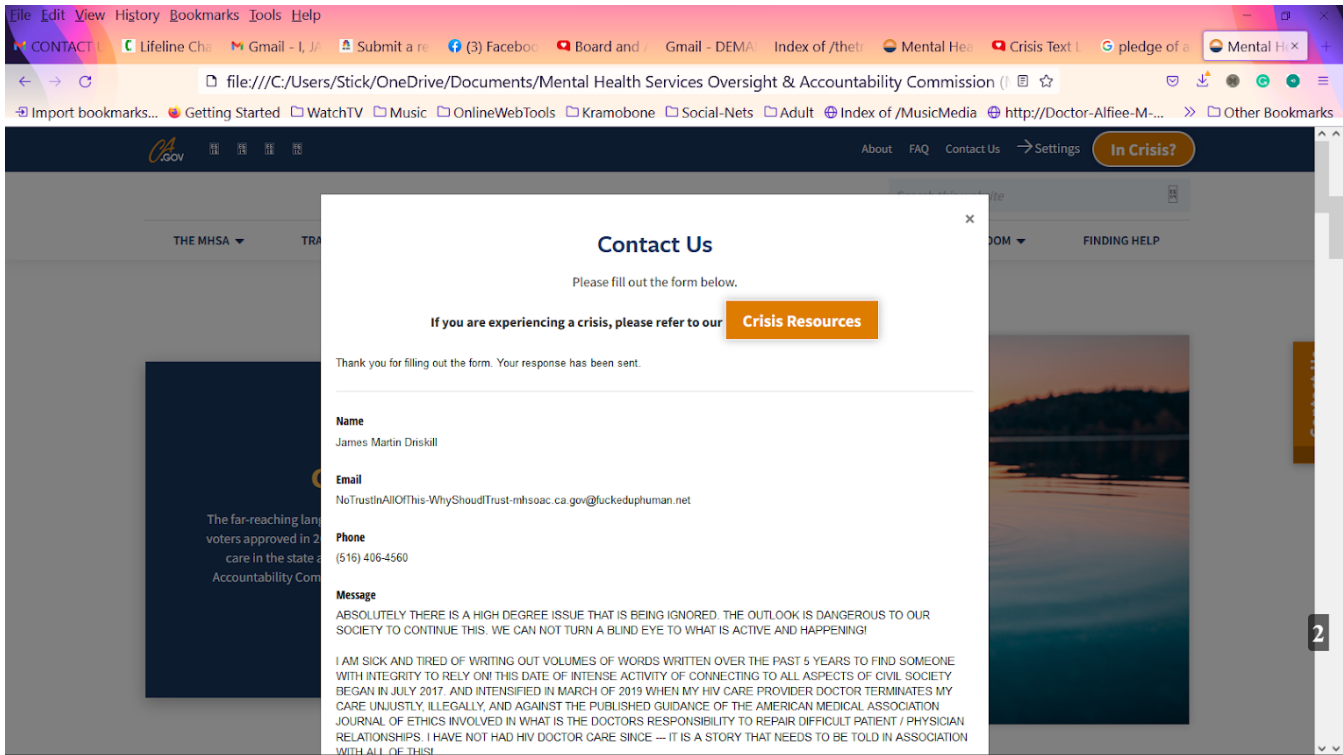 File Edit View History Bookmarks Tools Help
CONTACT U Lifeline Cha Gmail - I, JA Submit a re (3) Faceboo Board and / Gmail - DEMA Index of /thetr Mental Hea Crisis Text L pledge of a Mental H
file:///C:/Users/Stick/OneDrive/Documents/Mental Health Services Oversight & Accountability Commission (
Import bookmarks... Getting Started WatchTV Music OnlineWebTools Kramobone Social-Nets Adult Index of /MusicMedia http://Doctor-Alfiee-M-... Other Bookmarks
CA.GOV About FAQ Contact Us Settings In Crisis?
THE MHSA TRA OOM FINDING HELP
×
Contact Us
Please fill out the form below.
If you are experiencing a crisis, please refer to our Crisis Resources
Thank you for filling out the form. Your response has been sent.
Name
James Martin Driskill
Email
NoTrustInAllOfThis-WhyShoudITrust-mhsoac.ca.gov@fuckeduphuman.net
Phone
(516) 406-4560
Message
ABSOLUTELY THERE IS A HIGH DEGREE ISSUE THAT IS BEING IGNORED. THE OUTLOOK IS DANGEROUS TO OUR
SOCIETY TO CONTINUE THIS. WE CAN NOT TURN A BLIND EYE TO WHAT IS ACTIVE AND HAPPENING!
I AM SICK AND TIRED OF WRITING OUT VOLUMES OF WORDS WRITTEN OVER THE PAST 5 YEARS TO FIND SOMEONE
WITH INTEGRITY TO RELY ON! THIS DATE OF INTENSE ACTIVITY OF CONNECTING TO ALL ASPECTS OF CIVIL SOCIETY
BEGAN IN JULY 2017. AND INTENSIFIED IN MARCH OF 2019 WHEN MY HIV CARE PROVIDER DOCTOR TERMINATES MY
CARE UNJUSTLY, ILLEGALLY, AND AGAINST THE PUBLISHED GUIDANCE OF THE AMERICAN MEDICAL ASSOCIATION
JOURNAL OF ETHICS INVOLVED IN WHAT IS THE DOCTORS RESPONSIBILITY TO REPAIR DIFFICULT PATIENT / PHYSICIAN
RELATIONSHIPS. I HAVE NOT HAD HIV DOCTOR CARE SINCE --- IT IS A STORY THAT NEEDS TO BE TOLD IN ASSOCIATION
WITH ALL OF THIS!
The far-reaching lang
voters approved in 2
care in the state a
Accountability Com
2